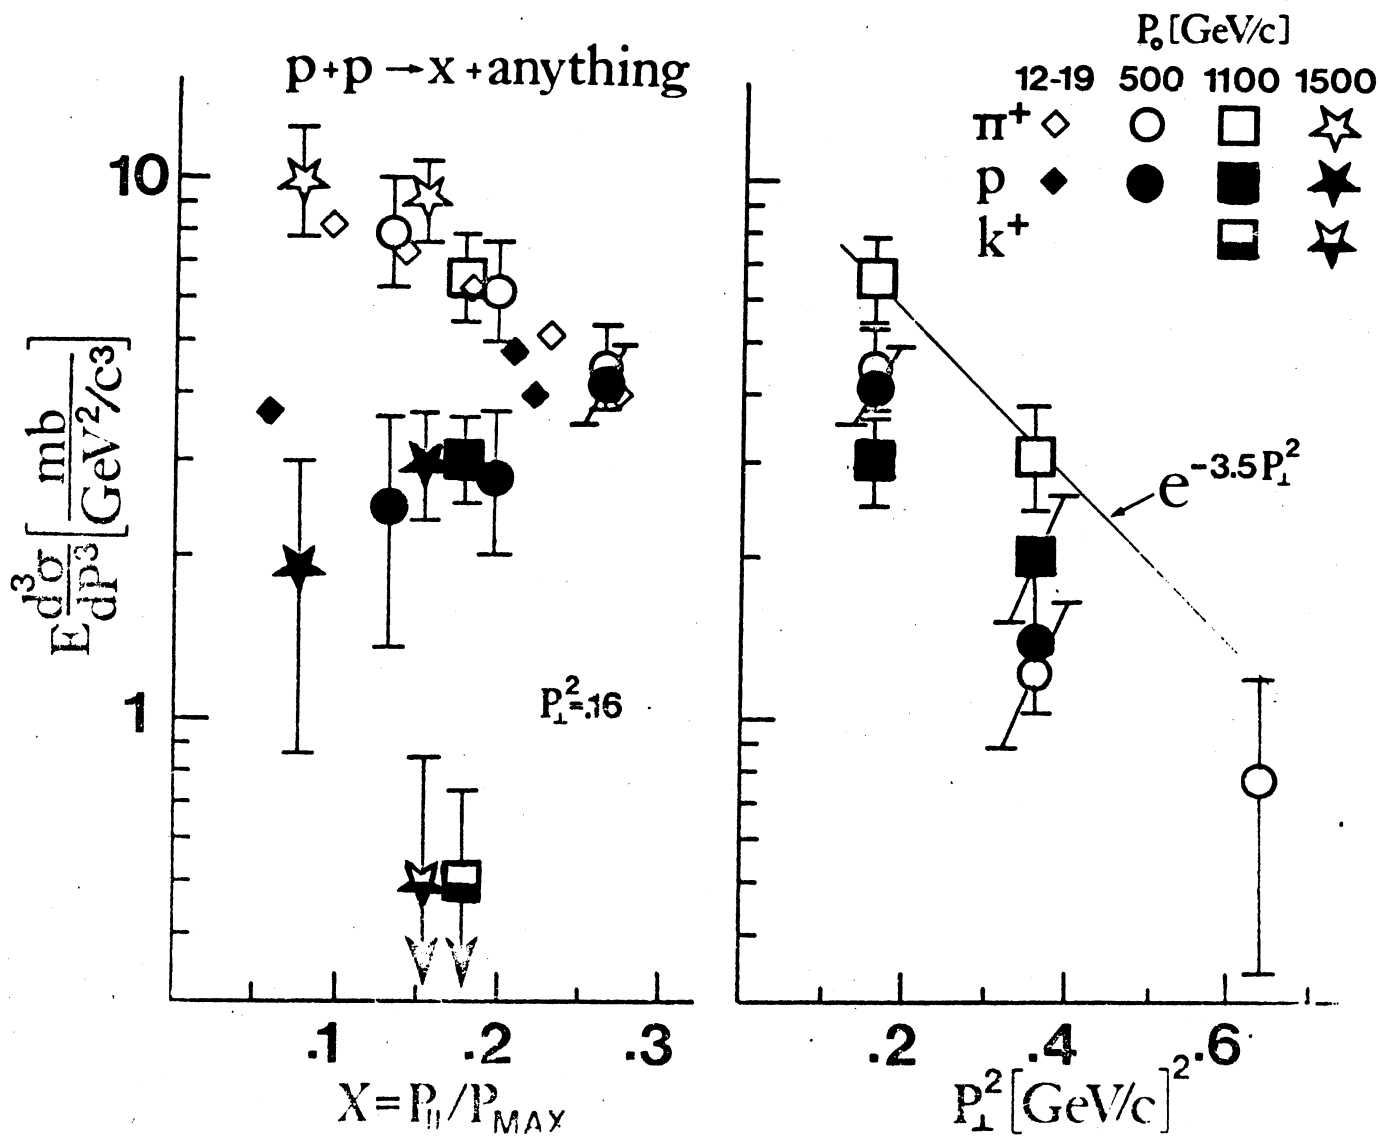 p+p → x + anything
P₀ [GeV/c]
12-19 500 1100 1500
π⁺
p
k⁺
10
1
E d³σ/dP³ [mb/GeV²/c³]
P⊥²=.16
e^-3.5P⊥²
.1 .2 .3
X = P||/PMAX
.2 .4 .6
P⊥² [GeV/c]²